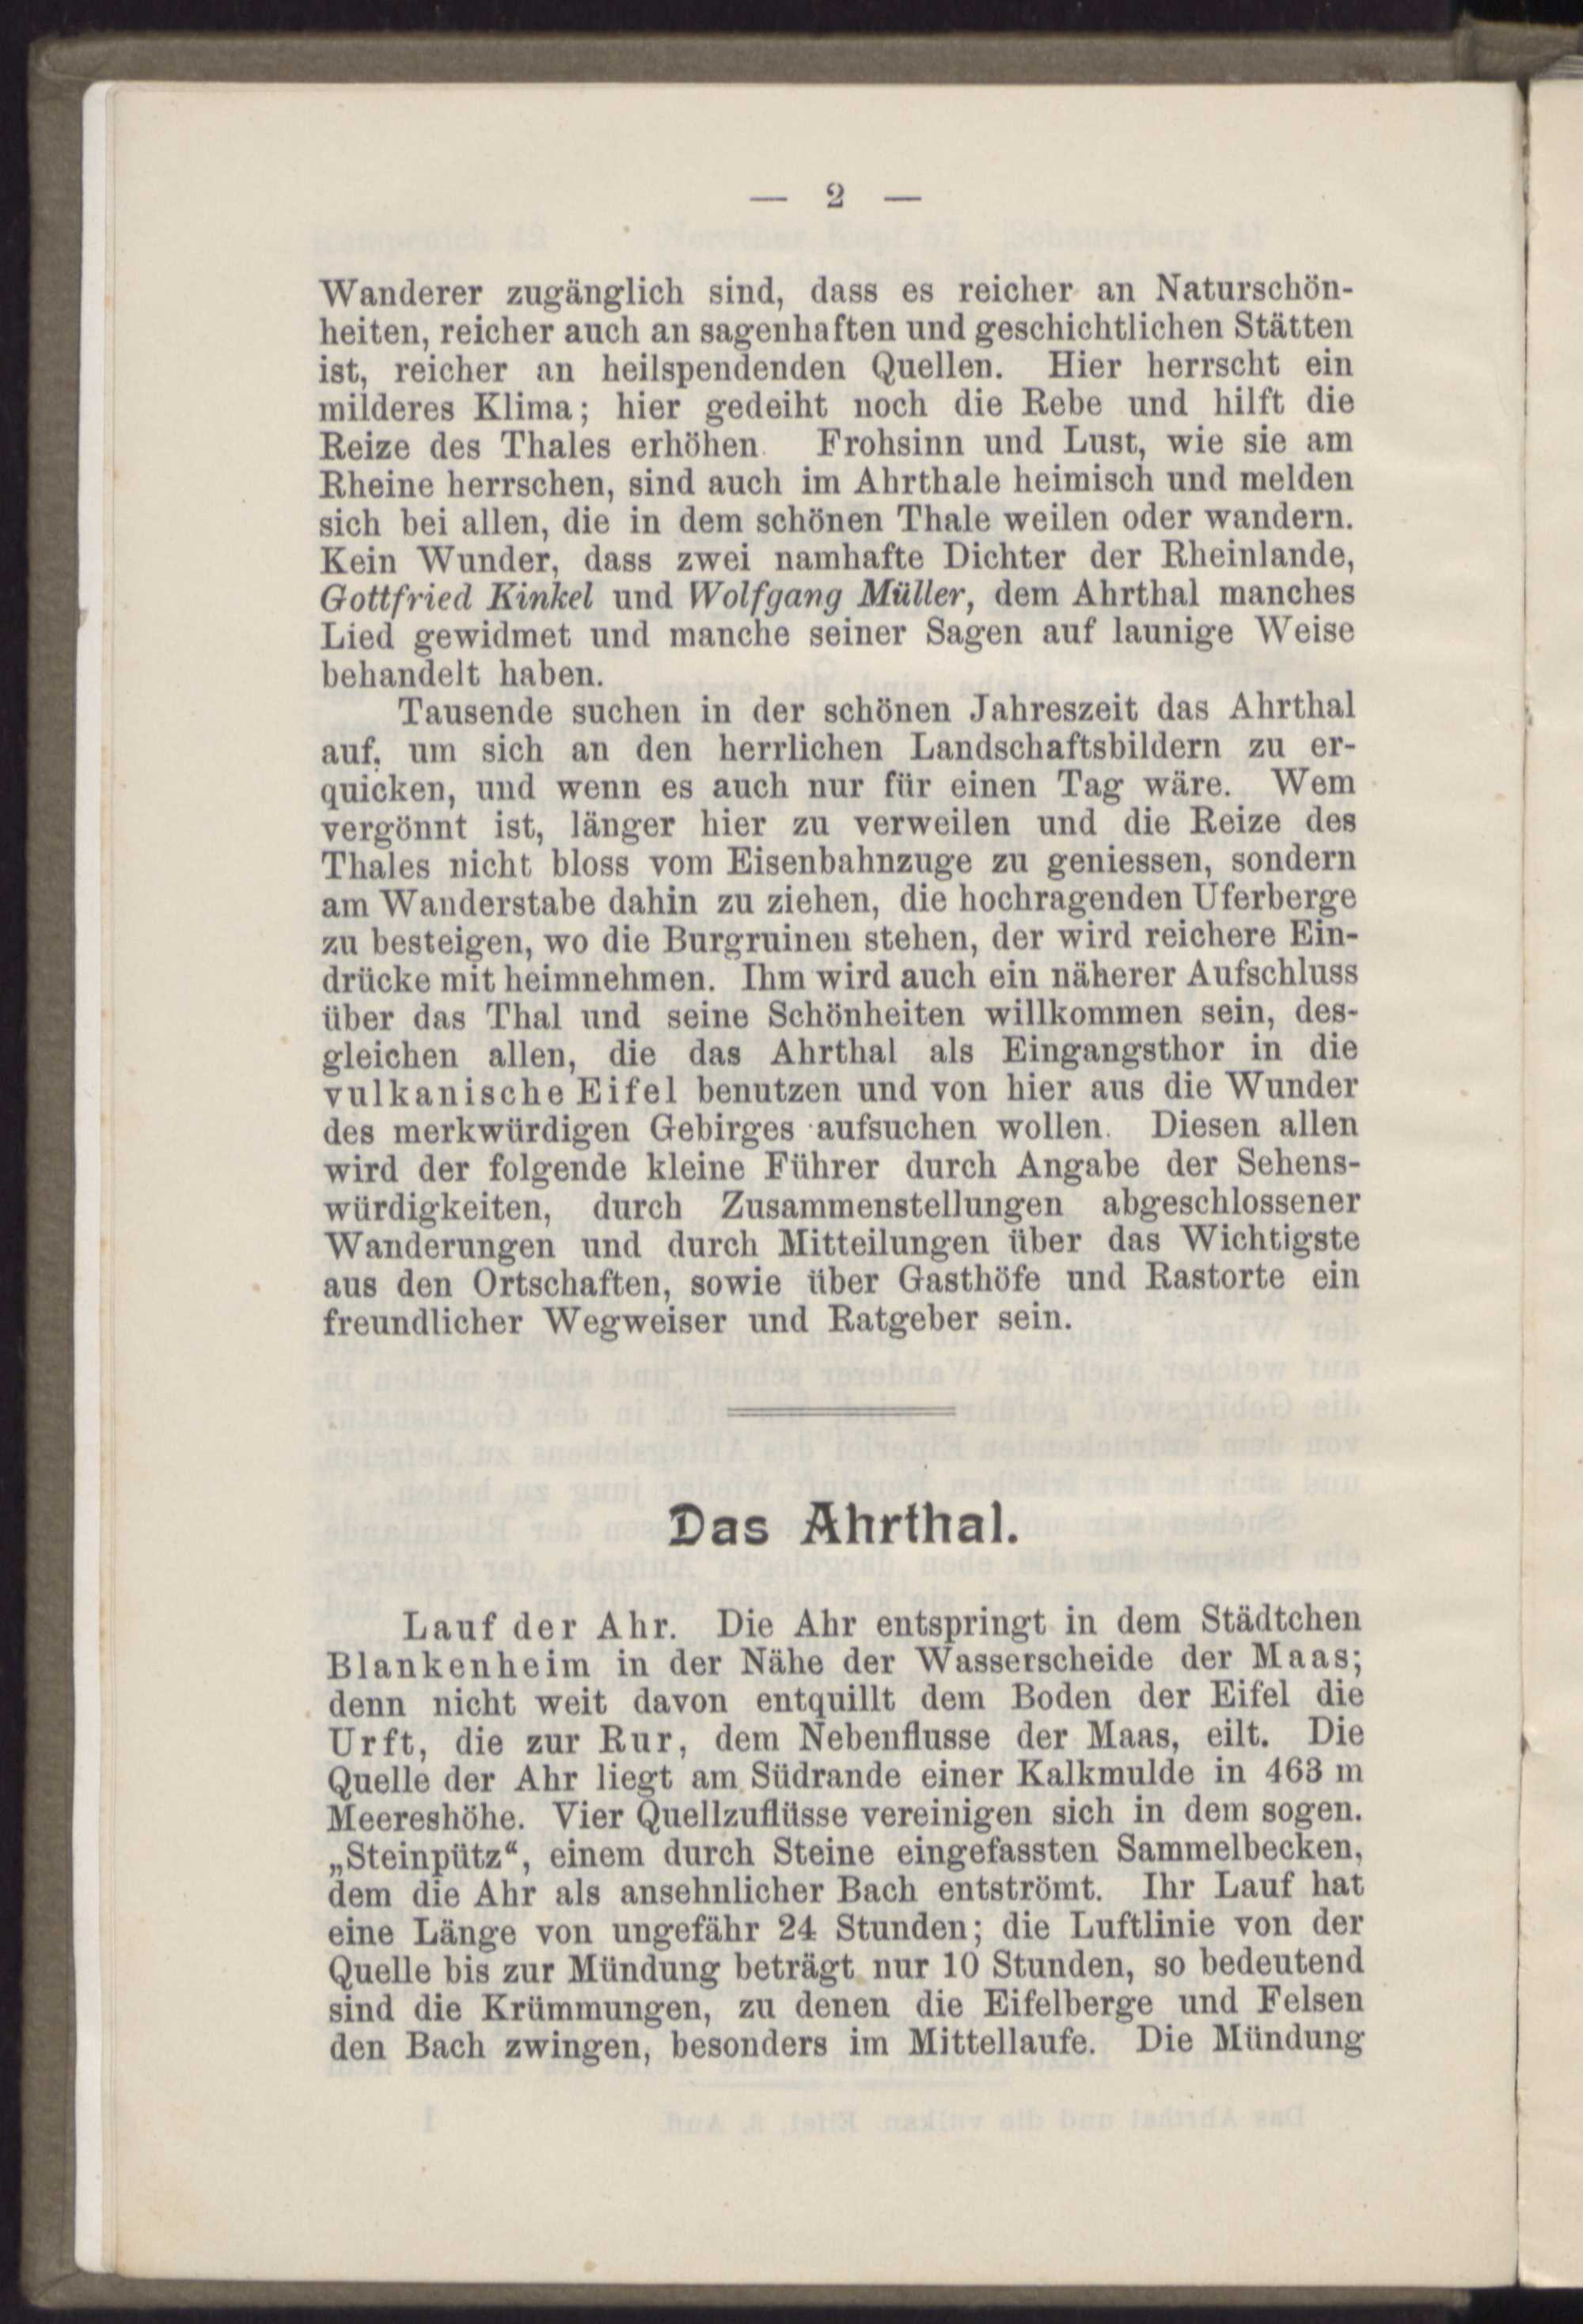 — 2 —
Wanderer zugänglich sind, dass es reicher an Naturschön-
heiten, reicher auch an sagenhaften und geschichtlichen Stätten
ist, reicher an heilspendenden Quellen. Hier herrscht ein
milderes Klima; hier gedeiht noch die Rebe und hilft die
Reize des Thales erhöhen. Frohsinn und Lust, wie sie am
Rheine herrschen, sind auch im Ahrthale heimisch und melden
sich bei allen, die in dem schönen Thale weilen oder wandern.
Kein Wunder, dass zwei namhafte Dichter der Rheinlande,
Gottfried Kinkel und Wolfgang Müller, dem Ahrthal manches
Lied gewidmet und manche seiner Sagen auf launige Weise
behandelt haben.
Tausende suchen in der schönen Jahreszeit das Ahrthal
auf, um sich an den herrlichen Landschaftsbildern zu er-
quicken, und wenn es auch nur für einen Tag wäre. Wem
vergönnt ist, länger hier zu verweilen und die Reize des
Thales nicht bloss vom Eisenbahnzuge zu geniessen, sondern
am Wanderstabe dahin zu ziehen, die hochragenden Uferberge
zu besteigen, wo die Burgruinen stehen, der wird reichere Ein-
drücke mit heimnehmen. Ihm wird auch ein näherer Aufschluss
über das Thal und seine Schönheiten willkommen sein, des-
gleichen allen, die das Ahrthal als Eingangsthor in die
vulkanische Eifel benutzen und von hier aus die Wunder
des merkwürdigen Gebirges aufsuchen wollen. Diesen allen
wird der folgende kleine Führer durch Angabe der Sehens-
würdigkeiten, durch Zusammenstellungen abgeschlossener
Wanderungen und durch Mitteilungen über das Wichtigste
aus den Ortschaften, sowie über Gasthöfe und Rastorte ein
freundlicher Wegweiser und Ratgeber sein.
Das Ahrthal.
Lauf der Ahr. Die Ahr entspringt in dem Städtchen
Blankenheim in der Nähe der Wasserscheide der Maas;
denn nicht weit davon entquillt dem Boden der Eifel die
Urft, die zur Rur, dem Nebenflusse der Maas, eilt. Die
Quelle der Ahr liegt am Südrande einer Kalkmulde in 463 m
Meereshöhe. Vier Quellzuflüsse vereinigen sich in dem sogen.
„Steinpütz“, einem durch Steine eingefassten Sammelbecken,
dem die Ahr als ansehnlicher Bach entströmt. Ihr Lauf hat
eine Länge von ungefähr 24 Stunden; die Luftlinie von der
Quelle bis zur Mündung beträgt nur 10 Stunden, so bedeutend
sind die Krümmungen, zu denen die Eifelberge und Felsen
den Bach zwingen, besonders im Mittellaufe. Die Mündung